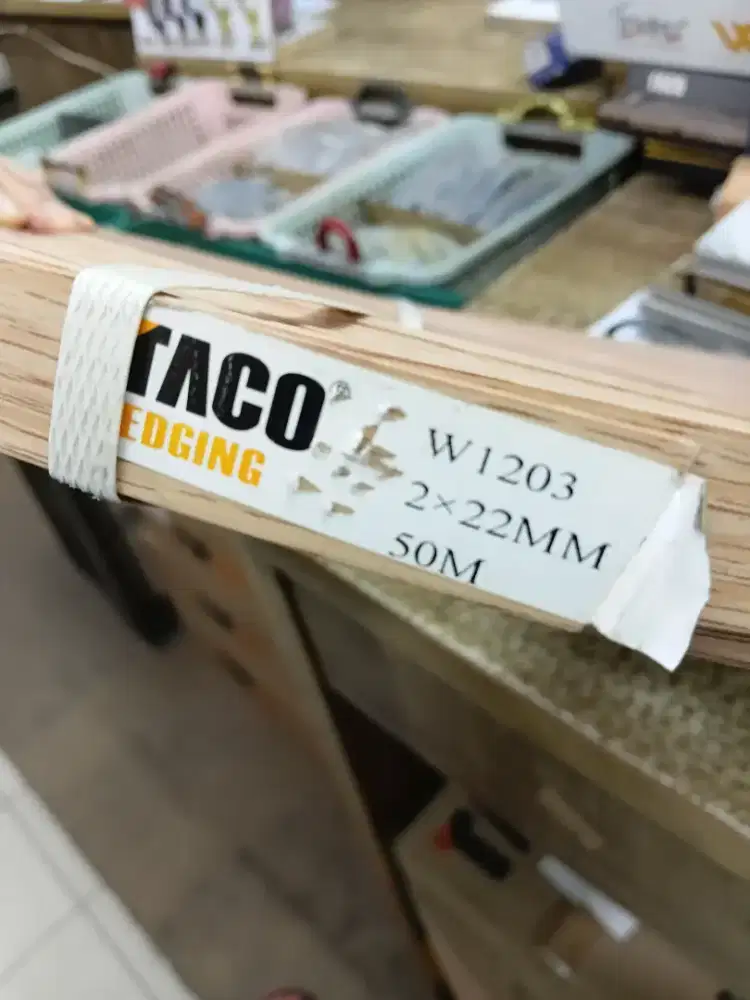 TACO®
EDGING
W1203
2×22MM
50M